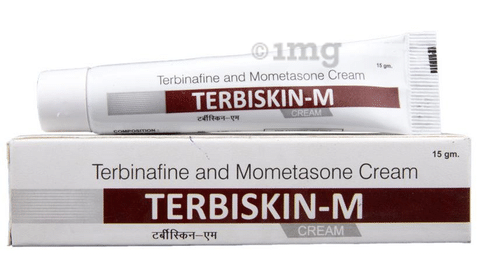 ©1mg
15 gm.
Terbinafine and Mometasone Cream
TERBISKIN-M
टर्बीस्किन-एम
CREAM
COMPOSITION :
15 gm.
Terbinafine and Mometasone Cream
TERBISKIN-M
टर्बीस्किन-एम
CREAM